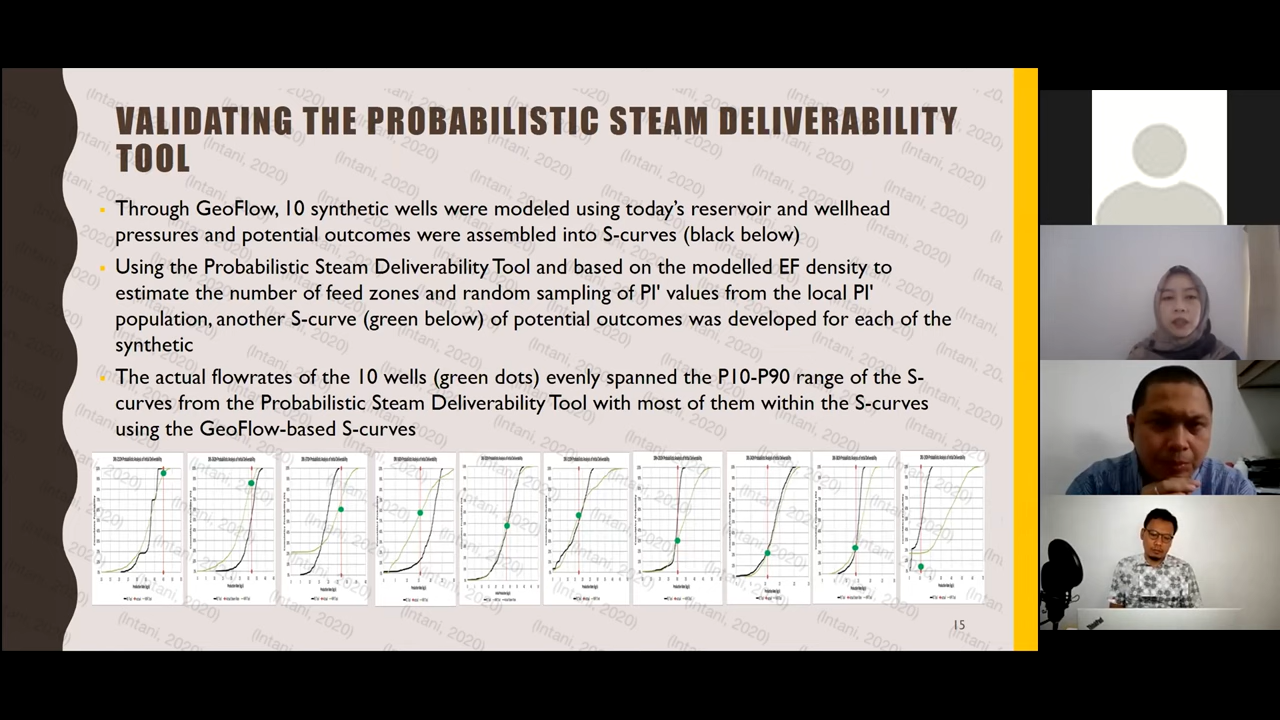 VALIDATING THE PROBABILISTIC STEAM DELIVERABILITY
TOOL
Through GeoFlow, 10 synthetic wells were modeled using today's reservoir and wellhead
pressures and potential outcomes were assembled into S-curves (black below)
Using the Probabilistic Steam Deliverability Tool and based on the modelled EF density to
estimate the number of feed zones and random sampling of PI' values from the local PI'
population, another S-curve (green below) of potential outcomes was developed for each of the
synthetic
The actual flowrates of the 10 wells (green dots) evenly spanned the P10-P90 range of the S-
curves from the Probabilistic Steam Deliverability Tool with most of them within the S-curves
using the GeoFlow-based S-curves
(Intani, 2020)
15